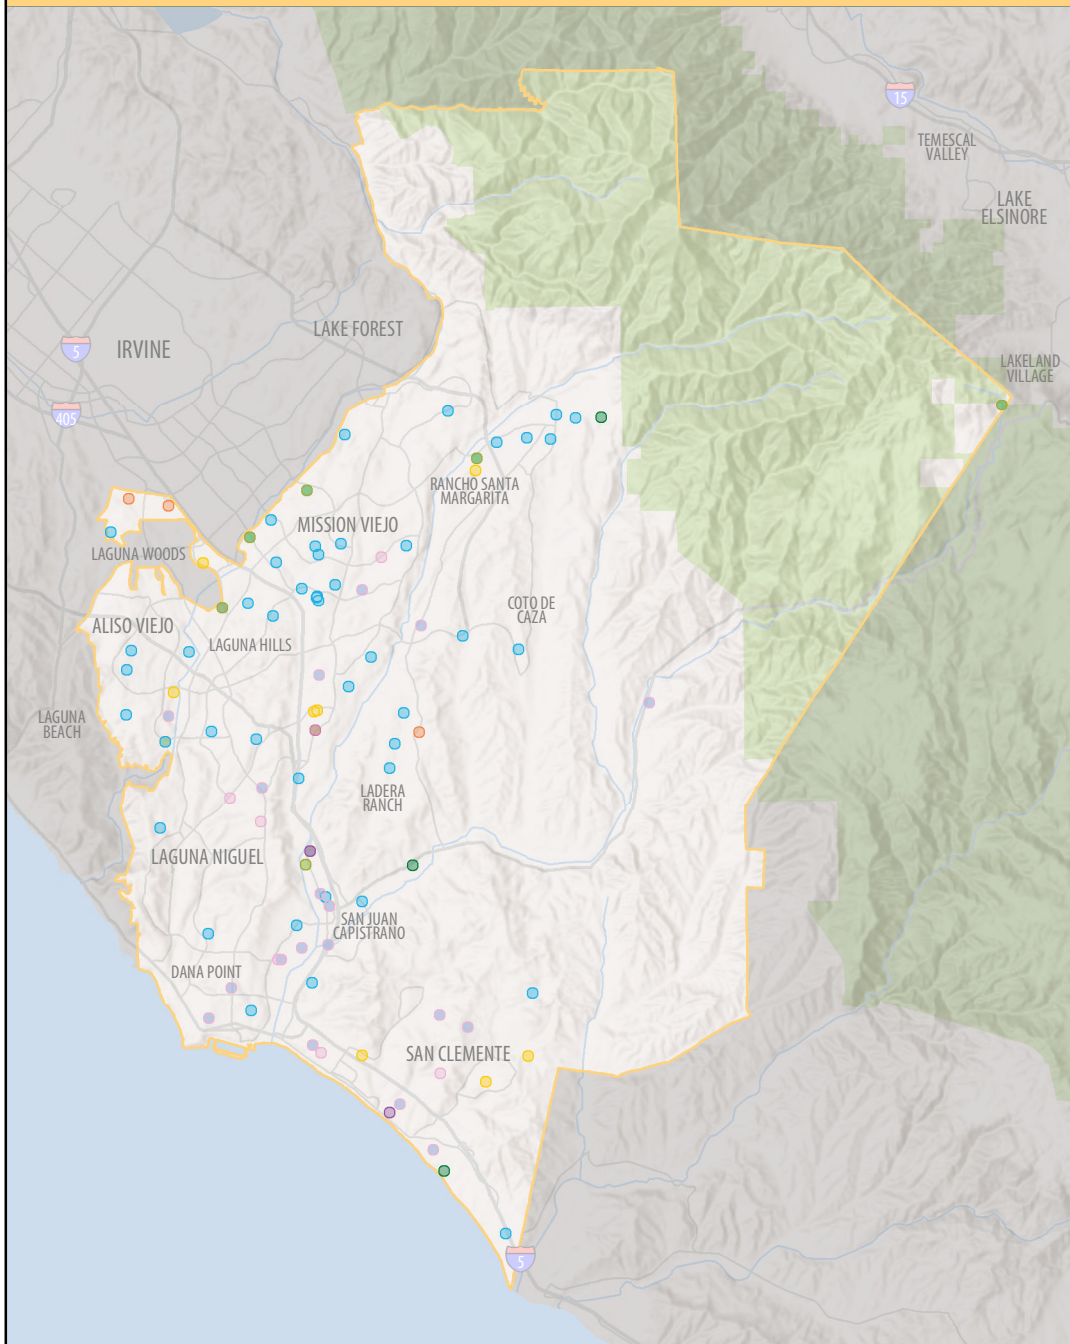 15
TEMESCAL
VALLEY
LAKE
ELSINORE
LAKE FOREST
5
IRVINE
LAKELAND
VILLAGE
405
RANCHO SANTA
MARGARITA
MISSION VIEJO
LAGUNA WOODS
COTO DE
CAZA
ALISO VIEJO
LAGUNA HILLS
LAGUNA
BEACH
LADERA
RANCH
LAGUNA NIGUEL
SAN JUAN
CAPISTRANO
DANA POINT
SAN CLEMENTE
5